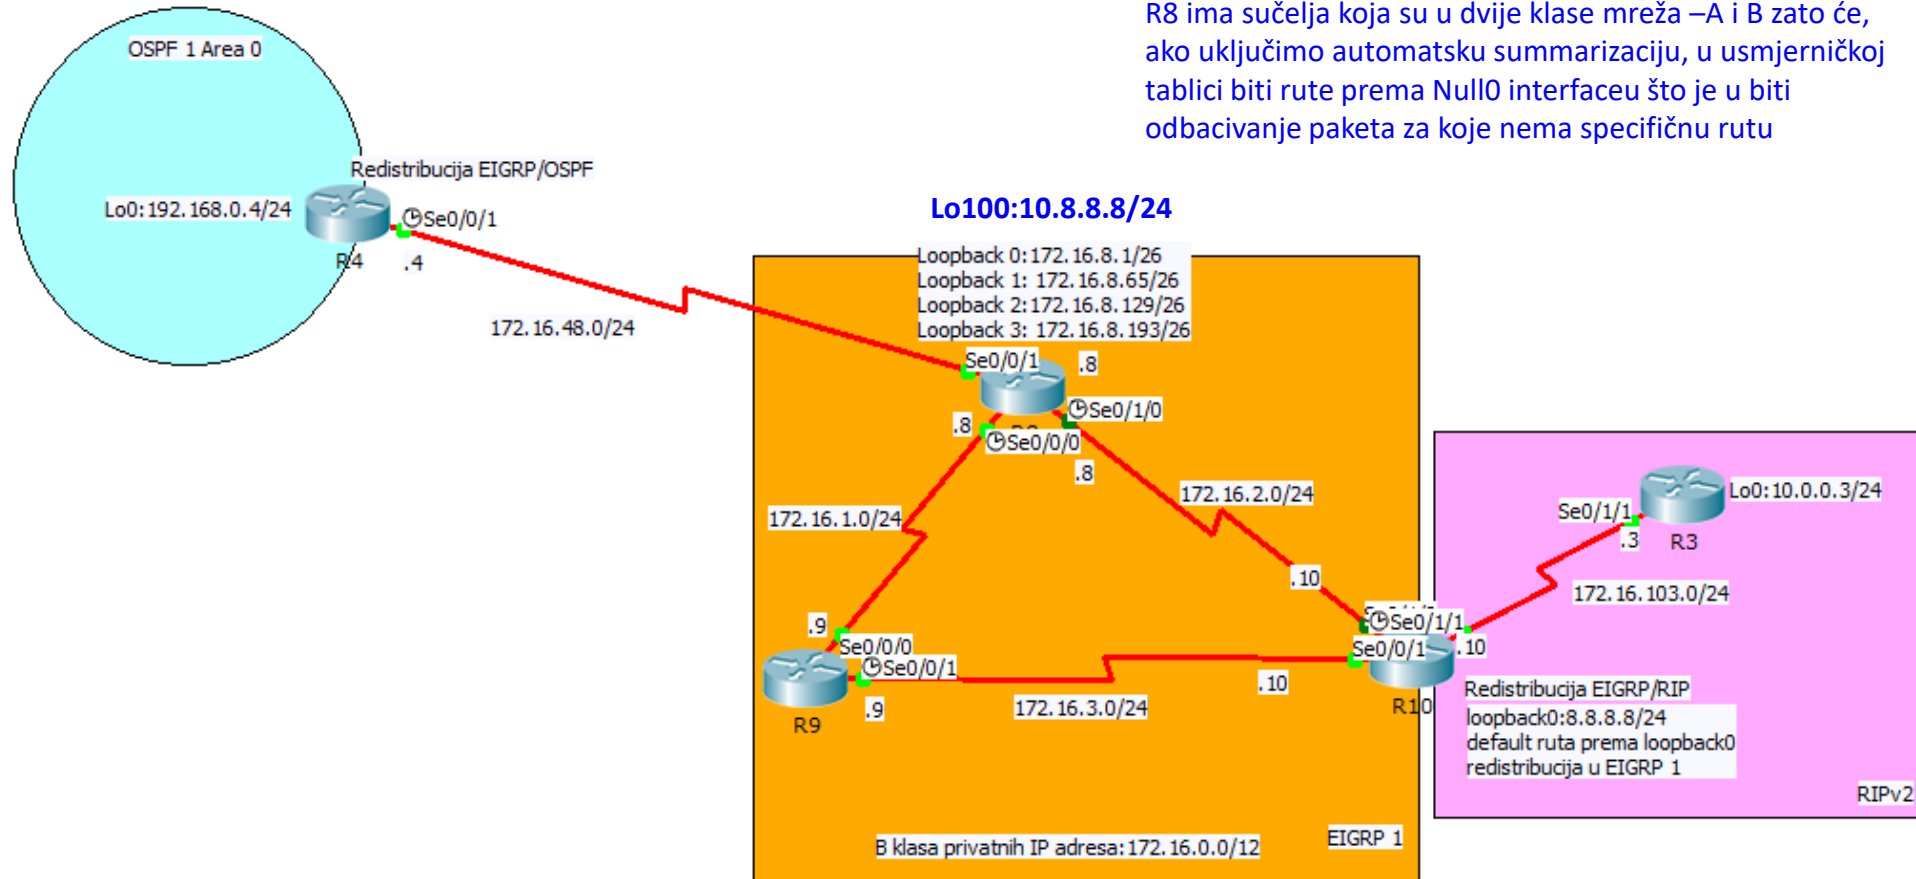 R8 ima sučelja koja su u dvije klase mreža –A i B zato će,
ako uključimo automatsku summarizaciju, u usmjerničkoj
tablici biti rute prema Null0 interfaceu što je u biti
odbacivanje paketa za koje nema specifičnu rutu
OSPF 1 Area 0
Redistribucija EIGRP/OSPF
Lo0:192.168.0.4/24
Se0/0/1
R4
.4
172.16.48.0/24
Lo100:10.8.8.8/24
Loopback 0:172.16.8.1/26
Loopback 1: 172.16.8.65/26
Loopback 2:172.16.8.129/26
Loopback 3: 172.16.8.193/26
Se0/0/1
.8
Se0/1/0
.8
Se0/0/0
.8
172.16.2.0/24
172.16.1.0/24
Lo0:10.0.0.3/24
Se0/1/1
.3
R3
.10
172.16.103.0/24
.9
Se0/1/1
Se0/0/0
Se0/0/1
.10
Se0/0/1
.10
R10
R9
.9
172.16.3.0/24
Redistribucija EIGRP/RIP
loopback0:8.8.8.8/24
default ruta prema loopback0
redistribucija u EIGRP 1
RIPv2
EIGRP 1
B klasa privatnih IP adresa:172.16.0.0/12